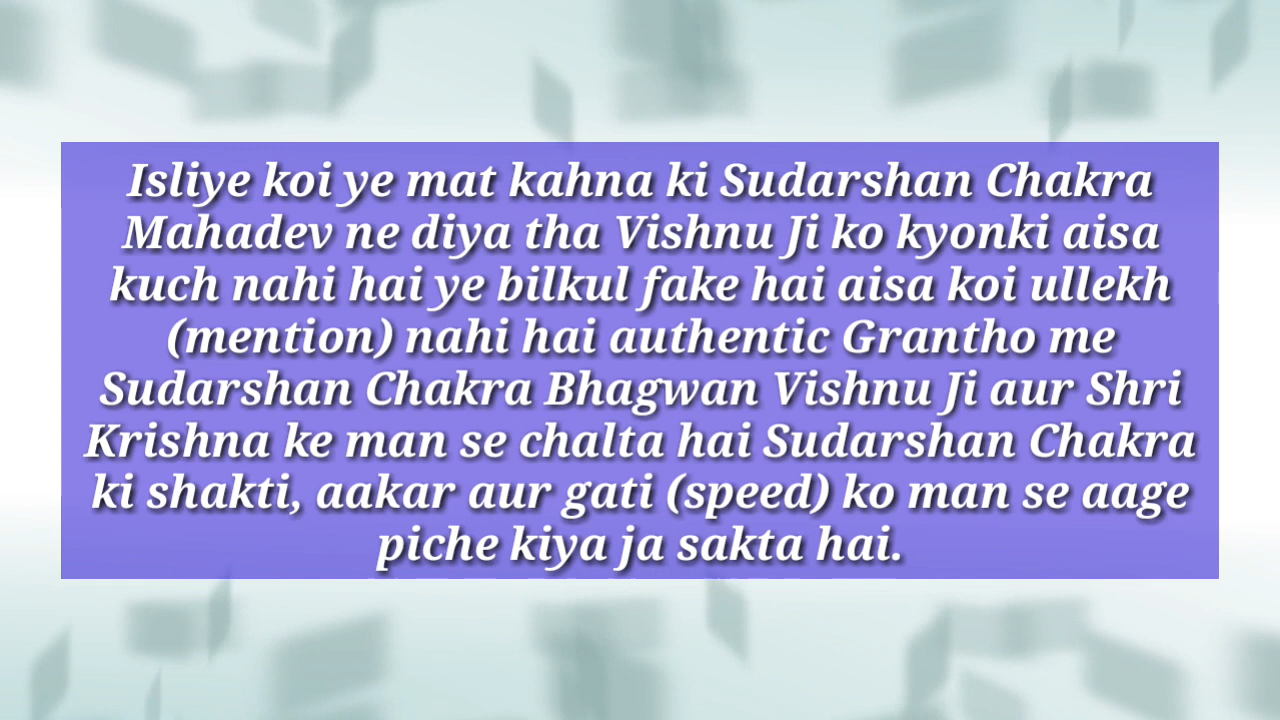 Isliye koi ye mat kahna ki Sudarshan Chakra
Mahadev ne diya tha Vishnu Ji ko kyonki aisa
kuch nahi hai ye bilkul fake hai aisa koi ullekh
(mention) nahi hai authentic Grantho me
Sudarshan Chakra Bhagwan Vishnu Ji aur Shri
Krishna ke man se chalta hai Sudarshan Chakra
ki shakti, aakar aur gati (speed) ko man se aage
piche kiya ja sakta hai.